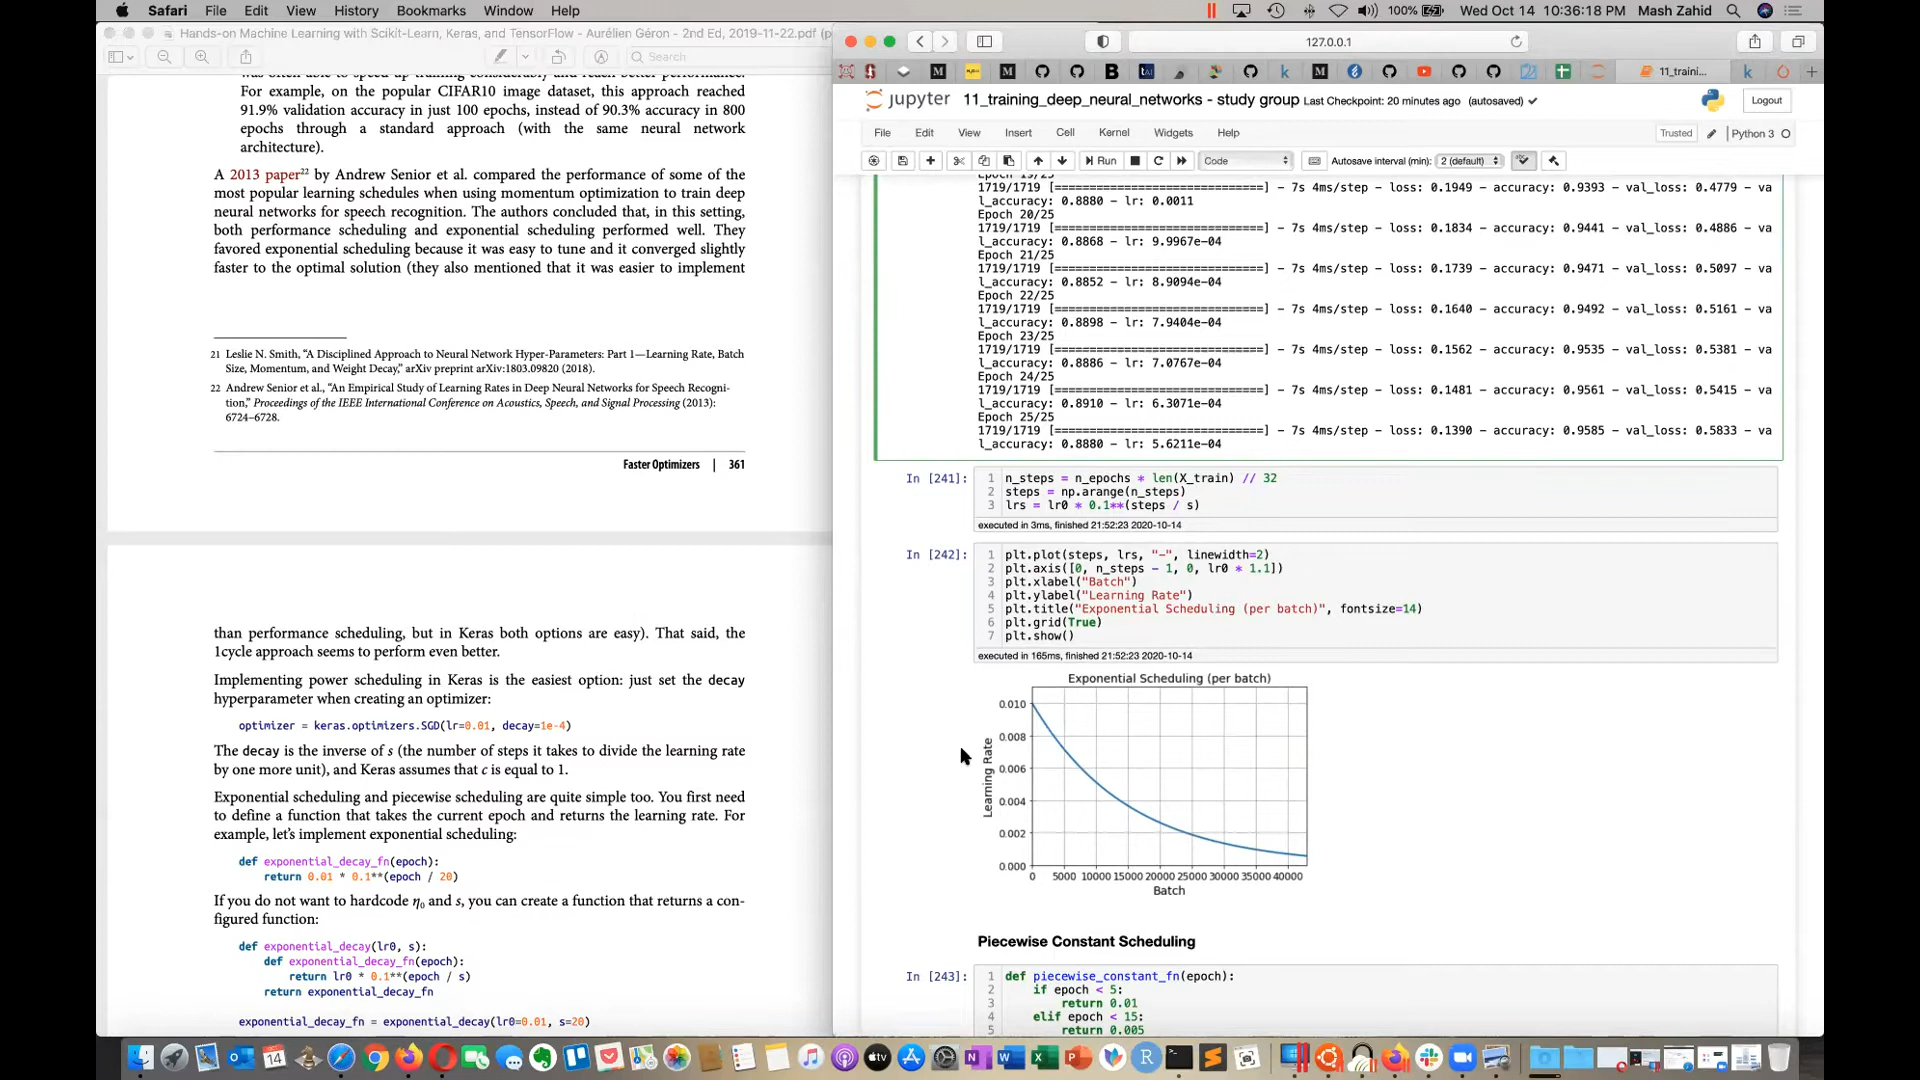 Safari File Edit View History Bookmarks Window Help
100% Wed Oct 14 10:36:18 PM Mash Zahid
Hands-on Machine Learning with Scikit-Learn, Keras, and TensorFlow - Aurélien Géron - 2nd Ed, 2019-11-22.pdf
Search
was often able to speed up training considerably and reach better performance.
For example, on the popular CIFAR10 image dataset, this approach reached
91.9% validation accuracy in just 100 epochs, instead of 90.3% accuracy in 800
epochs through a standard approach (with the same neural network
architecture).
A 2013 paper22 by Andrew Senior et al. compared the performance of some of the
most popular learning schedules when using momentum optimization to train deep
neural networks for speech recognition. The authors concluded that, in this setting,
both performance scheduling and exponential scheduling performed well. They
favored exponential scheduling because it was easy to tune and it converged slightly
faster to the optimal solution (they also mentioned that it was easier to implement
21 Leslie N. Smith, "A Disciplined Approach to Neural Network Hyper-Parameters: Part 1—Learning Rate, Batch
Size, Momentum, and Weight Decay," arXiv preprint arXiv:1803.09820 (2018).
22 Andrew Senior et al., "An Empirical Study of Learning Rates in Deep Neural Networks for Speech Recogni-
tion," Proceedings of the IEEE International Conference on Acoustics, Speech, and Signal Processing (2013):
6724–6728.
Faster Optimizers | 361
than performance scheduling, but in Keras both options are easy). That said, the
1cycle approach seems to perform even better.
Implementing power scheduling in Keras is the easiest option: just set the decay
hyperparameter when creating an optimizer:
optimizer = keras.optimizers.SGD(lr=0.01, decay=1e-4)
The decay is the inverse of s (the number of steps it takes to divide the learning rate
by one more unit), and Keras assumes that c is equal to 1.
Exponential scheduling and piecewise scheduling are quite simple too. You first need
to define a function that takes the current epoch and returns the learning rate. For
example, let's implement exponential scheduling:
def exponential_decay_fn(epoch):
return 0.01 * 0.1**(epoch / 20)
If you do not want to hardcode η0 and s, you can create a function that returns a con-
figured function:
def exponential_decay(lr0, s):
def exponential_decay_fn(epoch):
return lr0 * 0.1**(epoch / s)
return exponential_decay_fn
exponential_decay_fn = exponential_decay(lr0=0.01, s=20)
127.0.0.1
11_traini...
jupyter 11_training_deep_neural_networks - study group Last Checkpoint: 20 minutes ago (autosaved) Logout
File Edit View Insert Cell Kernel Widgets Help Trusted Python 3
Run Code Autosave interval (min): 2 (default)
Epoch 19/25
1719/1719 [==============================] - 7s 4ms/step - loss: 0.1949 - accuracy: 0.9393 - val_loss: 0.4779 - va
l_accuracy: 0.8880 - lr: 0.0011
Epoch 20/25
1719/1719 [==============================] - 7s 4ms/step - loss: 0.1834 - accuracy: 0.9441 - val_loss: 0.4886 - va
l_accuracy: 0.8868 - lr: 9.9967e-04
Epoch 21/25
1719/1719 [==============================] - 7s 4ms/step - loss: 0.1739 - accuracy: 0.9471 - val_loss: 0.5097 - va
l_accuracy: 0.8852 - lr: 8.9094e-04
Epoch 22/25
1719/1719 [==============================] - 7s 4ms/step - loss: 0.1640 - accuracy: 0.9492 - val_loss: 0.5161 - va
l_accuracy: 0.8898 - lr: 7.9404e-04
Epoch 23/25
1719/1719 [==============================] - 7s 4ms/step - loss: 0.1562 - accuracy: 0.9535 - val_loss: 0.5381 - va
l_accuracy: 0.8886 - lr: 7.0767e-04
Epoch 24/25
1719/1719 [==============================] - 7s 4ms/step - loss: 0.1481 - accuracy: 0.9561 - val_loss: 0.5415 - va
l_accuracy: 0.8910 - lr: 6.3071e-04
Epoch 25/25
1719/1719 [==============================] - 7s 4ms/step - loss: 0.1390 - accuracy: 0.9585 - val_loss: 0.5833 - va
l_accuracy: 0.8880 - lr: 5.6211e-04
In [241]: 1 n_steps = n_epochs * len(X_train) // 32
2 steps = np.arange(n_steps)
3 lrs = lr0 * 0.1**(steps / s)
executed in 3ms, finished 21:52:23 2020-10-14
In [242]: 1 plt.plot(steps, lrs, "-", linewidth=2)
2 plt.axis([0, n_steps - 1, 0, lr0 * 1.1])
3 plt.xlabel("Batch")
4 plt.ylabel("Learning Rate")
5 plt.title("Exponential Scheduling (per batch)", fontsize=14)
6 plt.grid(True)
7 plt.show()
executed in 165ms, finished 21:52:23 2020-10-14
Exponential Scheduling (per batch)
Learning Rate
0.010
0.008
0.006
0.004
0.002
0.000
0 5000 10000 15000 20000 25000 30000 35000 40000
Batch
Piecewise Constant Scheduling
In [243]: 1 def piecewise_constant_fn(epoch):
2 if epoch < 5:
3 return 0.01
4 elif epoch < 15:
5 return 0.005